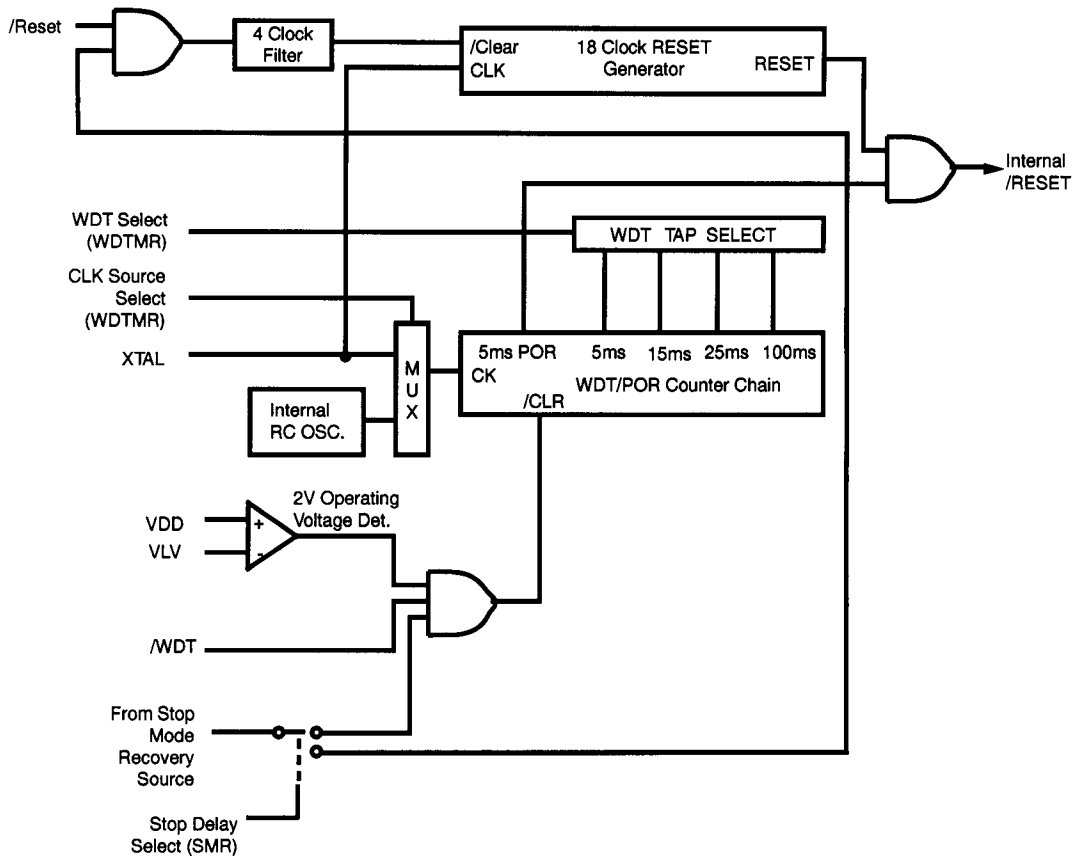 /Reset
4 Clock
Filter
/Clear
CLK
18 Clock RESET
Generator
RESET
Internal
/RESET
WDT Select
(WDTMR)
WDT TAP SELECT
CLK Source
Select
(WDTMR)
XTAL
M
U
X
5ms POR
5ms
15ms
25ms
100ms
CK
WDT/POR Counter Chain
/CLR
Internal
RC OSC.
2V Operating
Voltage Det.
VDD
+
VLV
-
/WDT
From Stop
Mode
Recovery
Source
Stop Delay
Select (SMR)